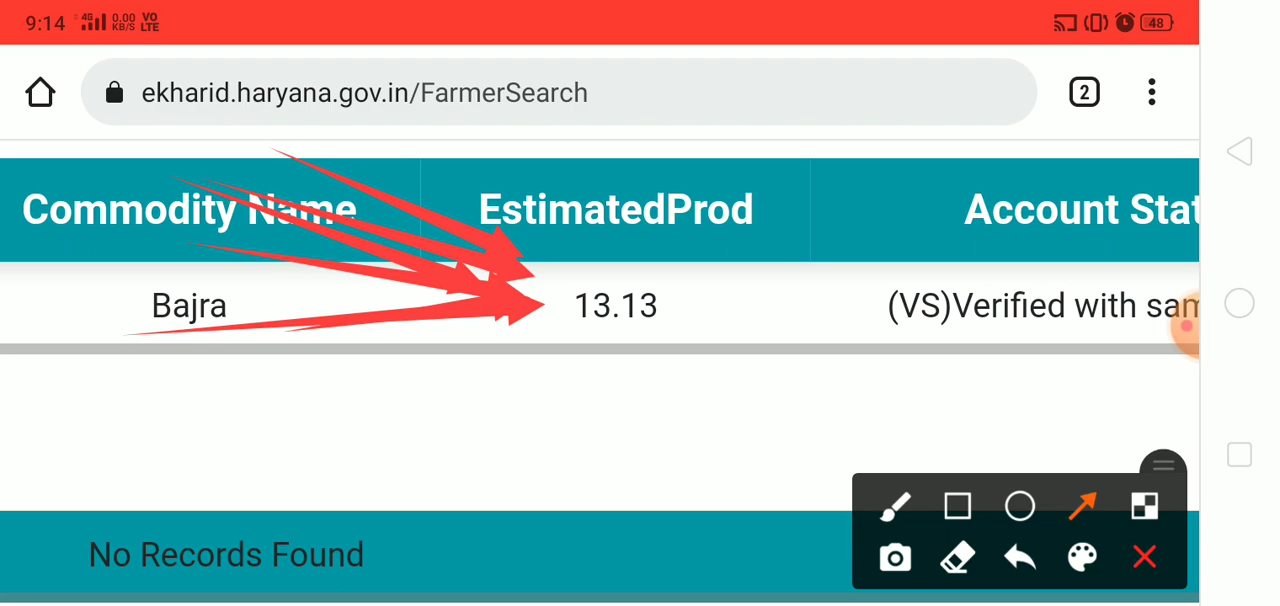 9:14 4G 0.00 KB/S VO LTE 48
ekharid.haryana.gov.in/FarmerSearch 2
Commodity Name EstimatedProd Account Stat
Bajra 13.13 (VS)Verified with sam
No Records Found